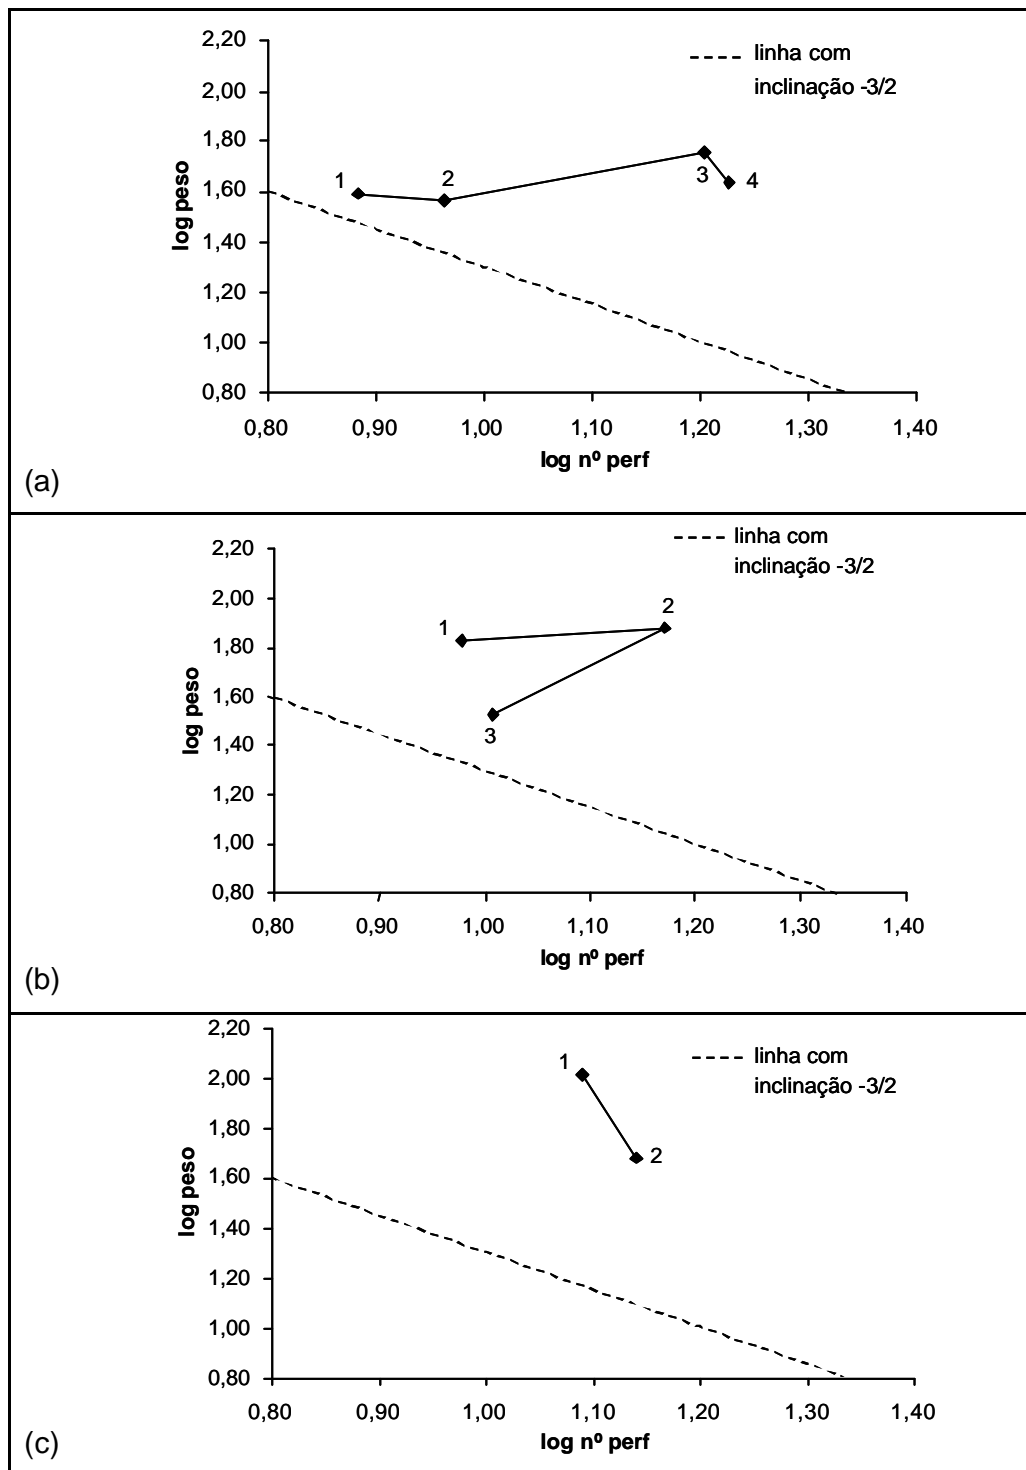 2,20
linha com
2,00
inclinação -3/2
1,80
1
2
3
4
1,60
log peso
1,40
1,20
1,00
0,80
0,80 0,90 1,00 1,10 1,20 1,30 1,40
log nº perf
(a)
linha com
2,20
inclinação -3/2
2,00
2
1
1,80
log peso
1,60
3
1,40
1,20
1,00
0,80
0,80 0,90 1,00 1,10 1,20 1,30 1,40
log nº perf
(b)
2,20
1
linha com
2,00
inclinação -3/2
1,80
2
log peso
1,60
1,40
1,20
1,00
0,80
0,80 0,90 1,00 1,10 1,20 1,30 1,40
log nº perf
(c)